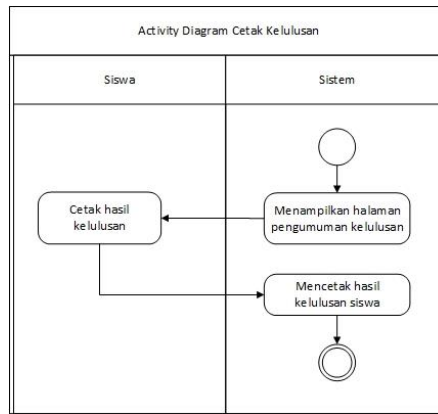 Activity Diagram Cetak Kelulusan
Siswa
Sistem
Menampilkan halaman
pengumuman kelulusan
Cetak hasil
kelulusan
Mencetak hasil
kelulusan siswa